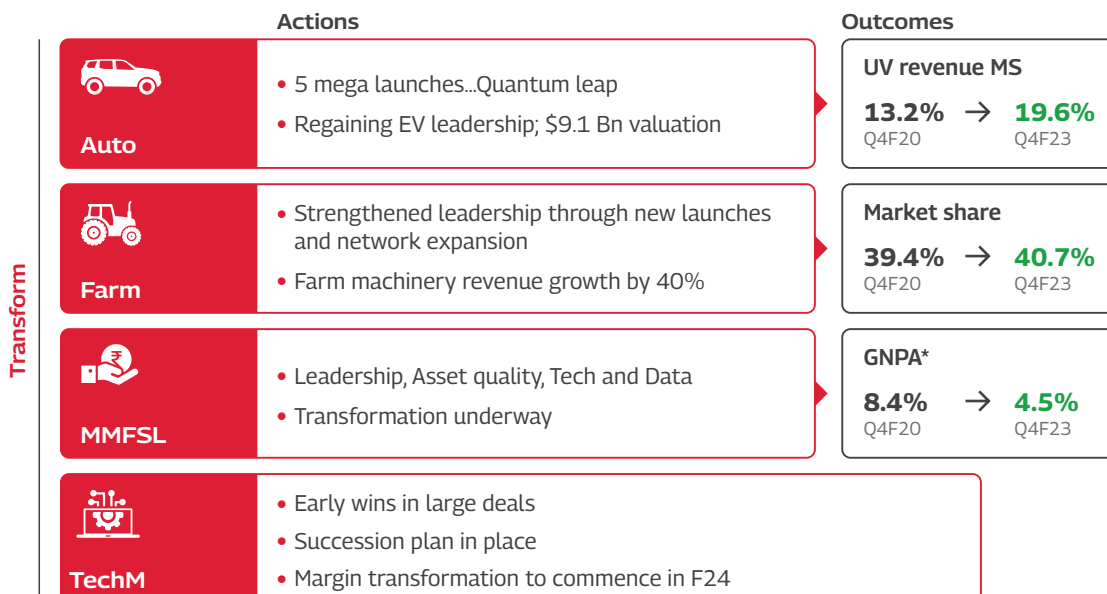 Actions
Outcomes
Transform
Auto
• 5 mega launches...Quantum leap
• Regaining EV leadership; $9.1 Bn valuation
UV revenue MS
13.2% → 19.6%
Q4F20 Q4F23
Farm
• Strengthened leadership through new launches
and network expansion
• Farm machinery revenue growth by 40%
Market share
39.4% → 40.7%
Q4F20 Q4F23
₹
MMFSL
• Leadership, Asset quality, Tech and Data
• Transformation underway
GNPA*
8.4% → 4.5%
Q4F20 Q4F23
TechM
• Early wins in large deals
• Succession plan in place
• Margin transformation to commence in F24